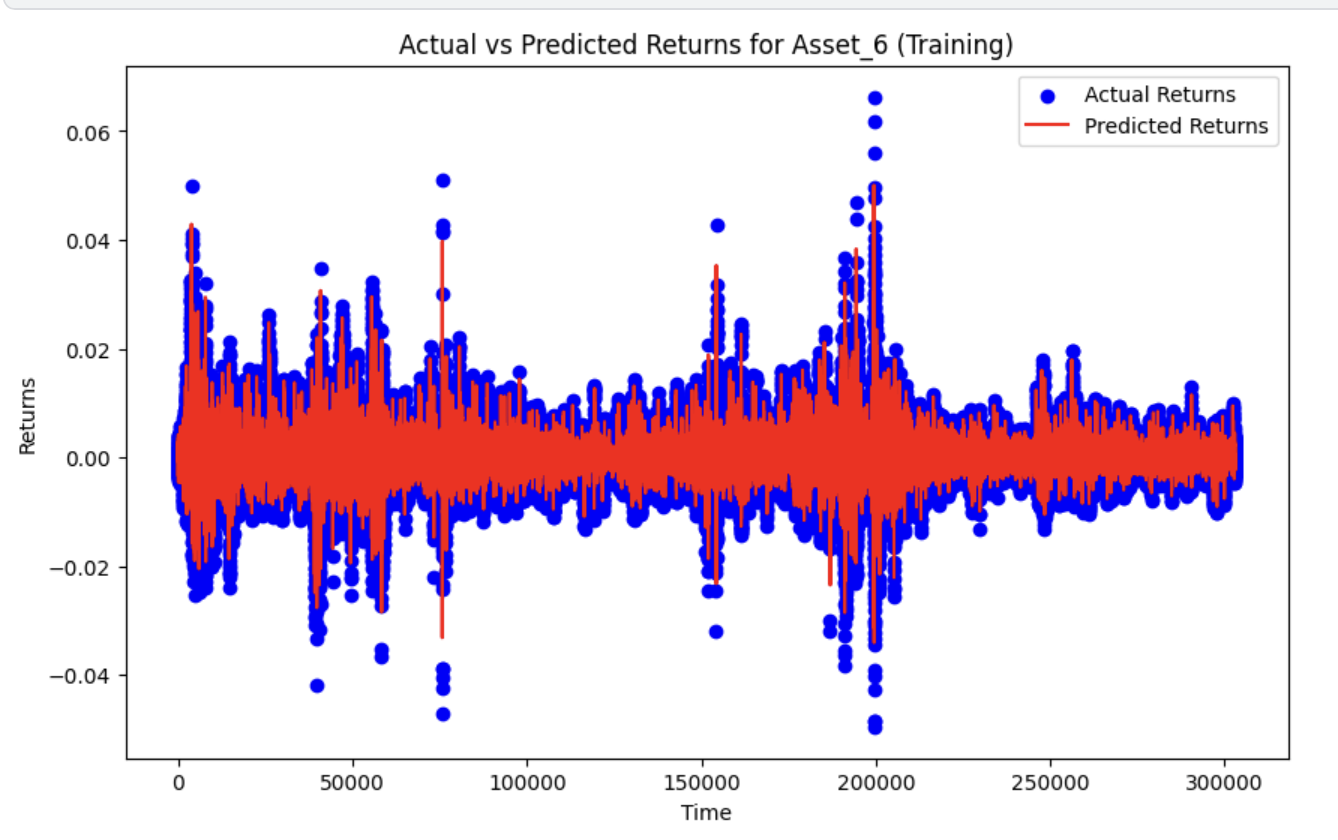 Actual vs Predicted Returns for Asset_6 (Training)
Actual Returns
Predicted Returns
Returns
0.06
0.04
0.02
0.00
−0.02
−0.04
0
50000
100000
150000
200000
250000
300000
Time